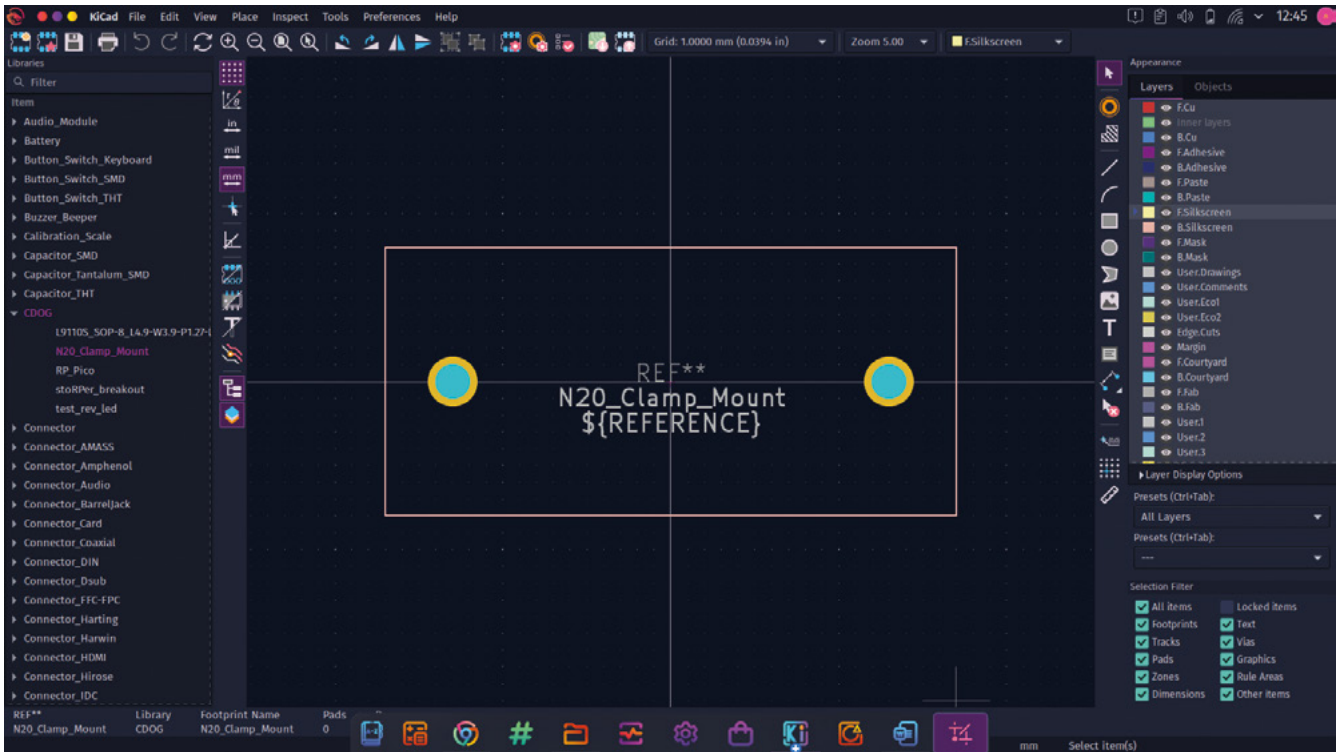 KiCad File Edit View Place Inspect Tools Preferences Help
12:45
Grid: 1.0000 mm (0.0394 in)
Zoom 5.00
F.Silkscreen
Libraries
Filter
Item
Audio_Module
Battery
Button_Switch_Keyboard
Button_Switch_SMD
Button_Switch_THT
Buzzer_Beeper
Calibration_Scale
Capacitor_SMD
Capacitor_Tantalum_SMD
Capacitor_THT
CDOG
L9110S_SOP-8_L4.9-W3.9-P1.27-L
N20_Clamp_Mount
RP_Pico
stoRPer_breakout
test_rev_led
Connector
Connector_AMASS
Connector_Amphenol
Connector_Audio
Connector_BarrelJack
Connector_Card
Connector_Coaxial
Connector_DIN
Connector_Dsub
Connector_FFC-FPC
Connector_Harting
Connector_Harwin
Connector_HDMI
Connector_Hirose
Connector_IDC
in
mil
mm
REF**
N20_Clamp_Mount
${REFERENCE}
Appearance
Layers Objects
F.Cu
Inner layers
B.Cu
F.Adhesive
B.Adhesive
F.Paste
B.Paste
F.Silkscreen
B.Silkscreen
F.Mask
B.Mask
User.Drawings
User.Comments
User.Eco1
User.Eco2
Edge.Cuts
Margin
F.Courtyard
B.Courtyard
F.Fab
B.Fab
User.1
User.2
User.3
Layer Display Options
Presets (Ctrl+Tab):
All Layers
Presets (Ctrl+Tab):
---
Selection Filter
All items Locked items
Footprints Text
Tracks Vias
Pads Graphics
Zones Rule Areas
Dimensions Other items
REF** Library Footprint Name Pads
N20_Clamp_Mount CDOG N20_Clamp_Mount 0
mm Select item(s)